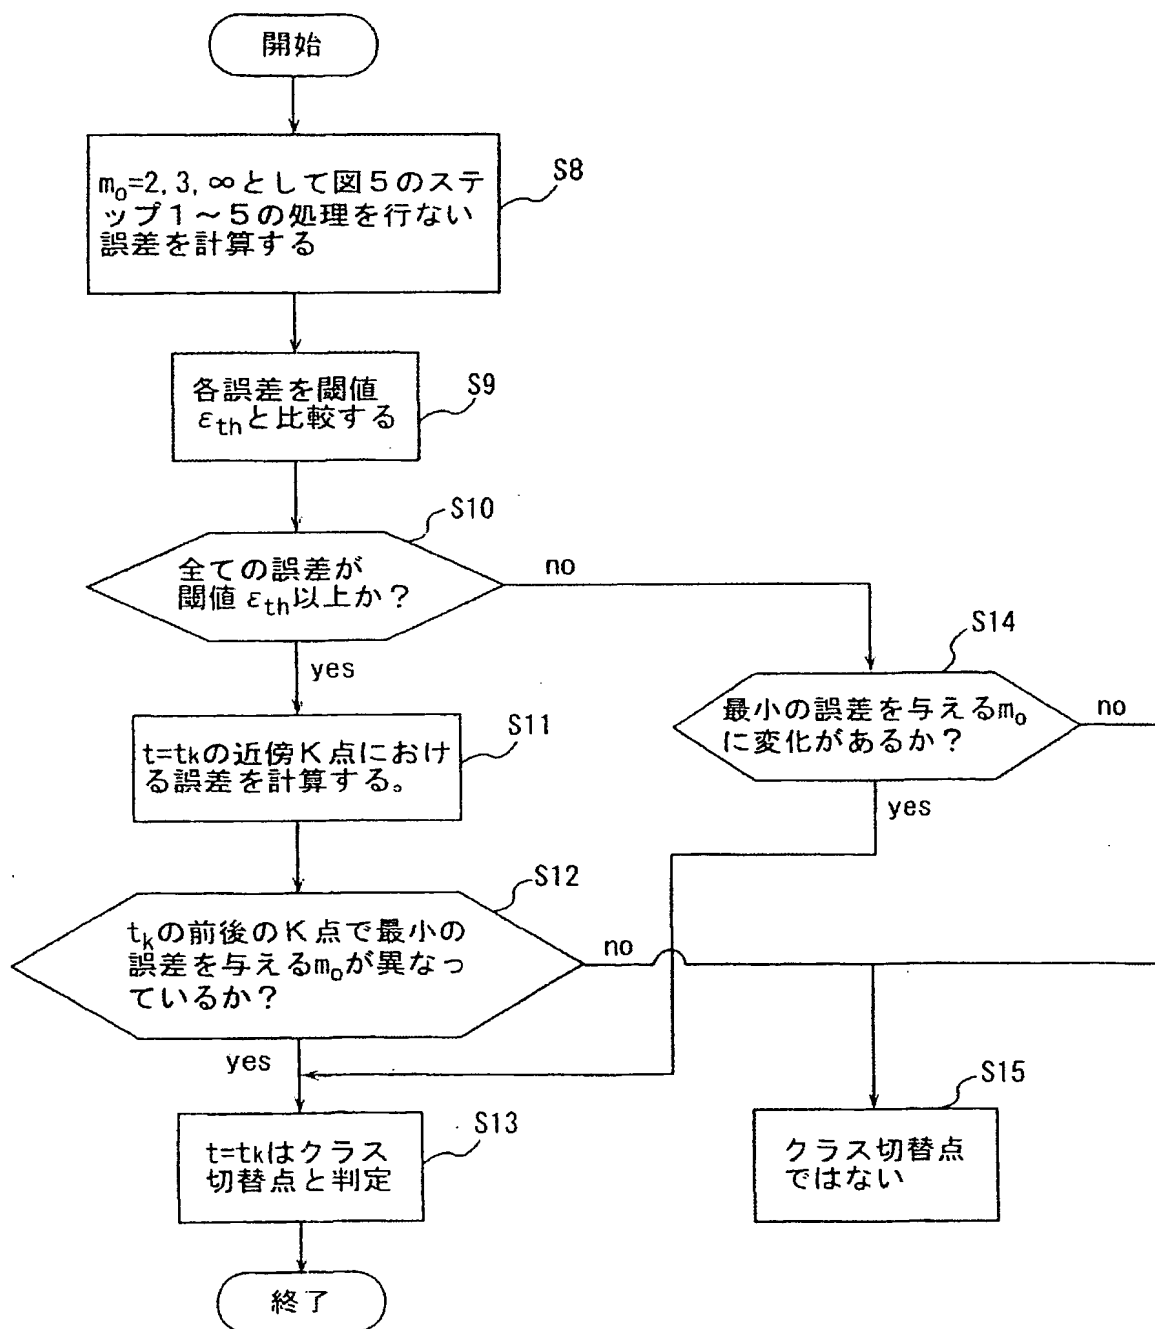 開始
S8
m₀=2, 3, ∞として図5のステ
ップ1～5の処理を行ない
誤差を計算する
S9
各誤差を閾値
εthと比較する
S10
全ての誤差が
閾値 εth以上か?
no
yes
S14
最小の誤差を与えるm₀
に変化があるか?
no
yes
S11
t=tkの近傍K点におけ
る誤差を計算する。
S12
tkの前後のK点で最小の
誤差を与えるm₀が異なっ
ているか?
no
yes
S13
t=tkはクラス
切替点と判定
S15
クラス切替点
ではない
終了